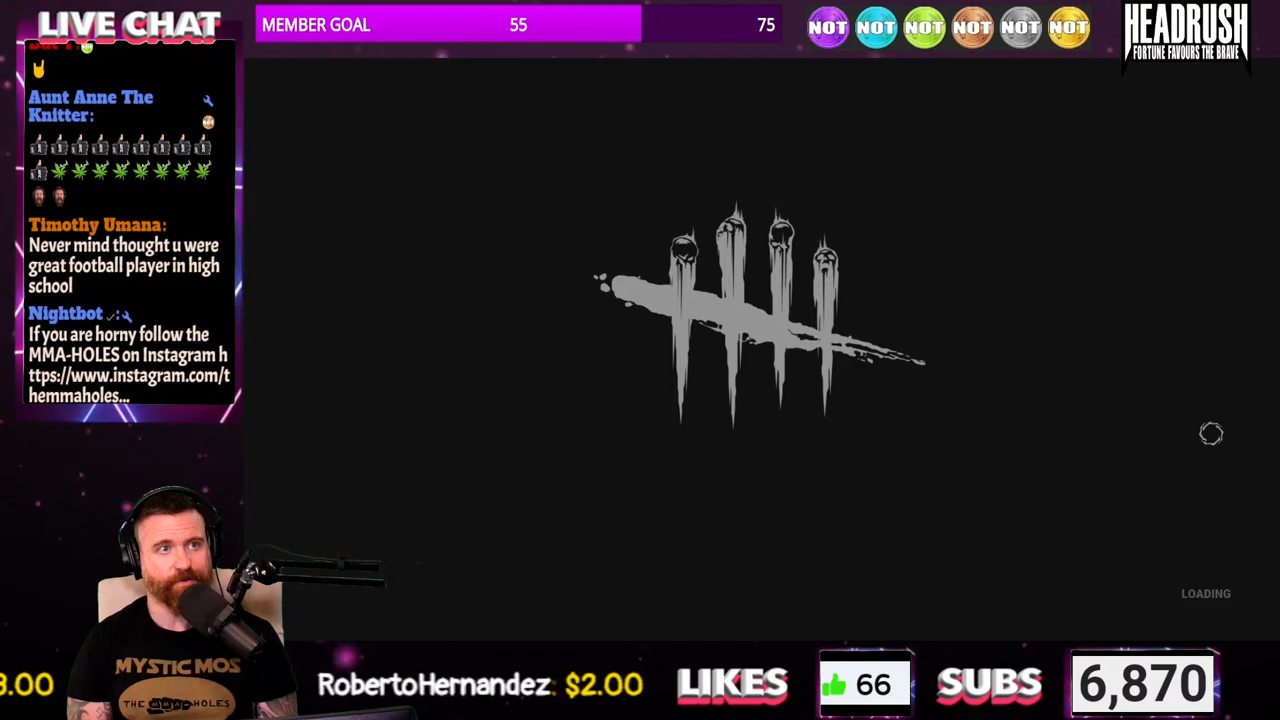 LIVE CHAT
MEMBER GOAL 55 75
NOT NOT NOT NOT NOT NOT
HEADRUSH
FORTUNE FAVOURS THE BRAVE
Aunt Anne The
Knitter:
Timothy Umana:
Never mind thought u were
great football player in high
school
Nightbot :
If you are horny follow the
MMA-HOLES on Instagram h
ttps://www.instagram.com/t
hemmaholes...
LOADING
MYSTIC MOS
THE MMA-HOLES
3.00
RobertoHernandez: $2.00
LIKES
66
SUBS
6,870